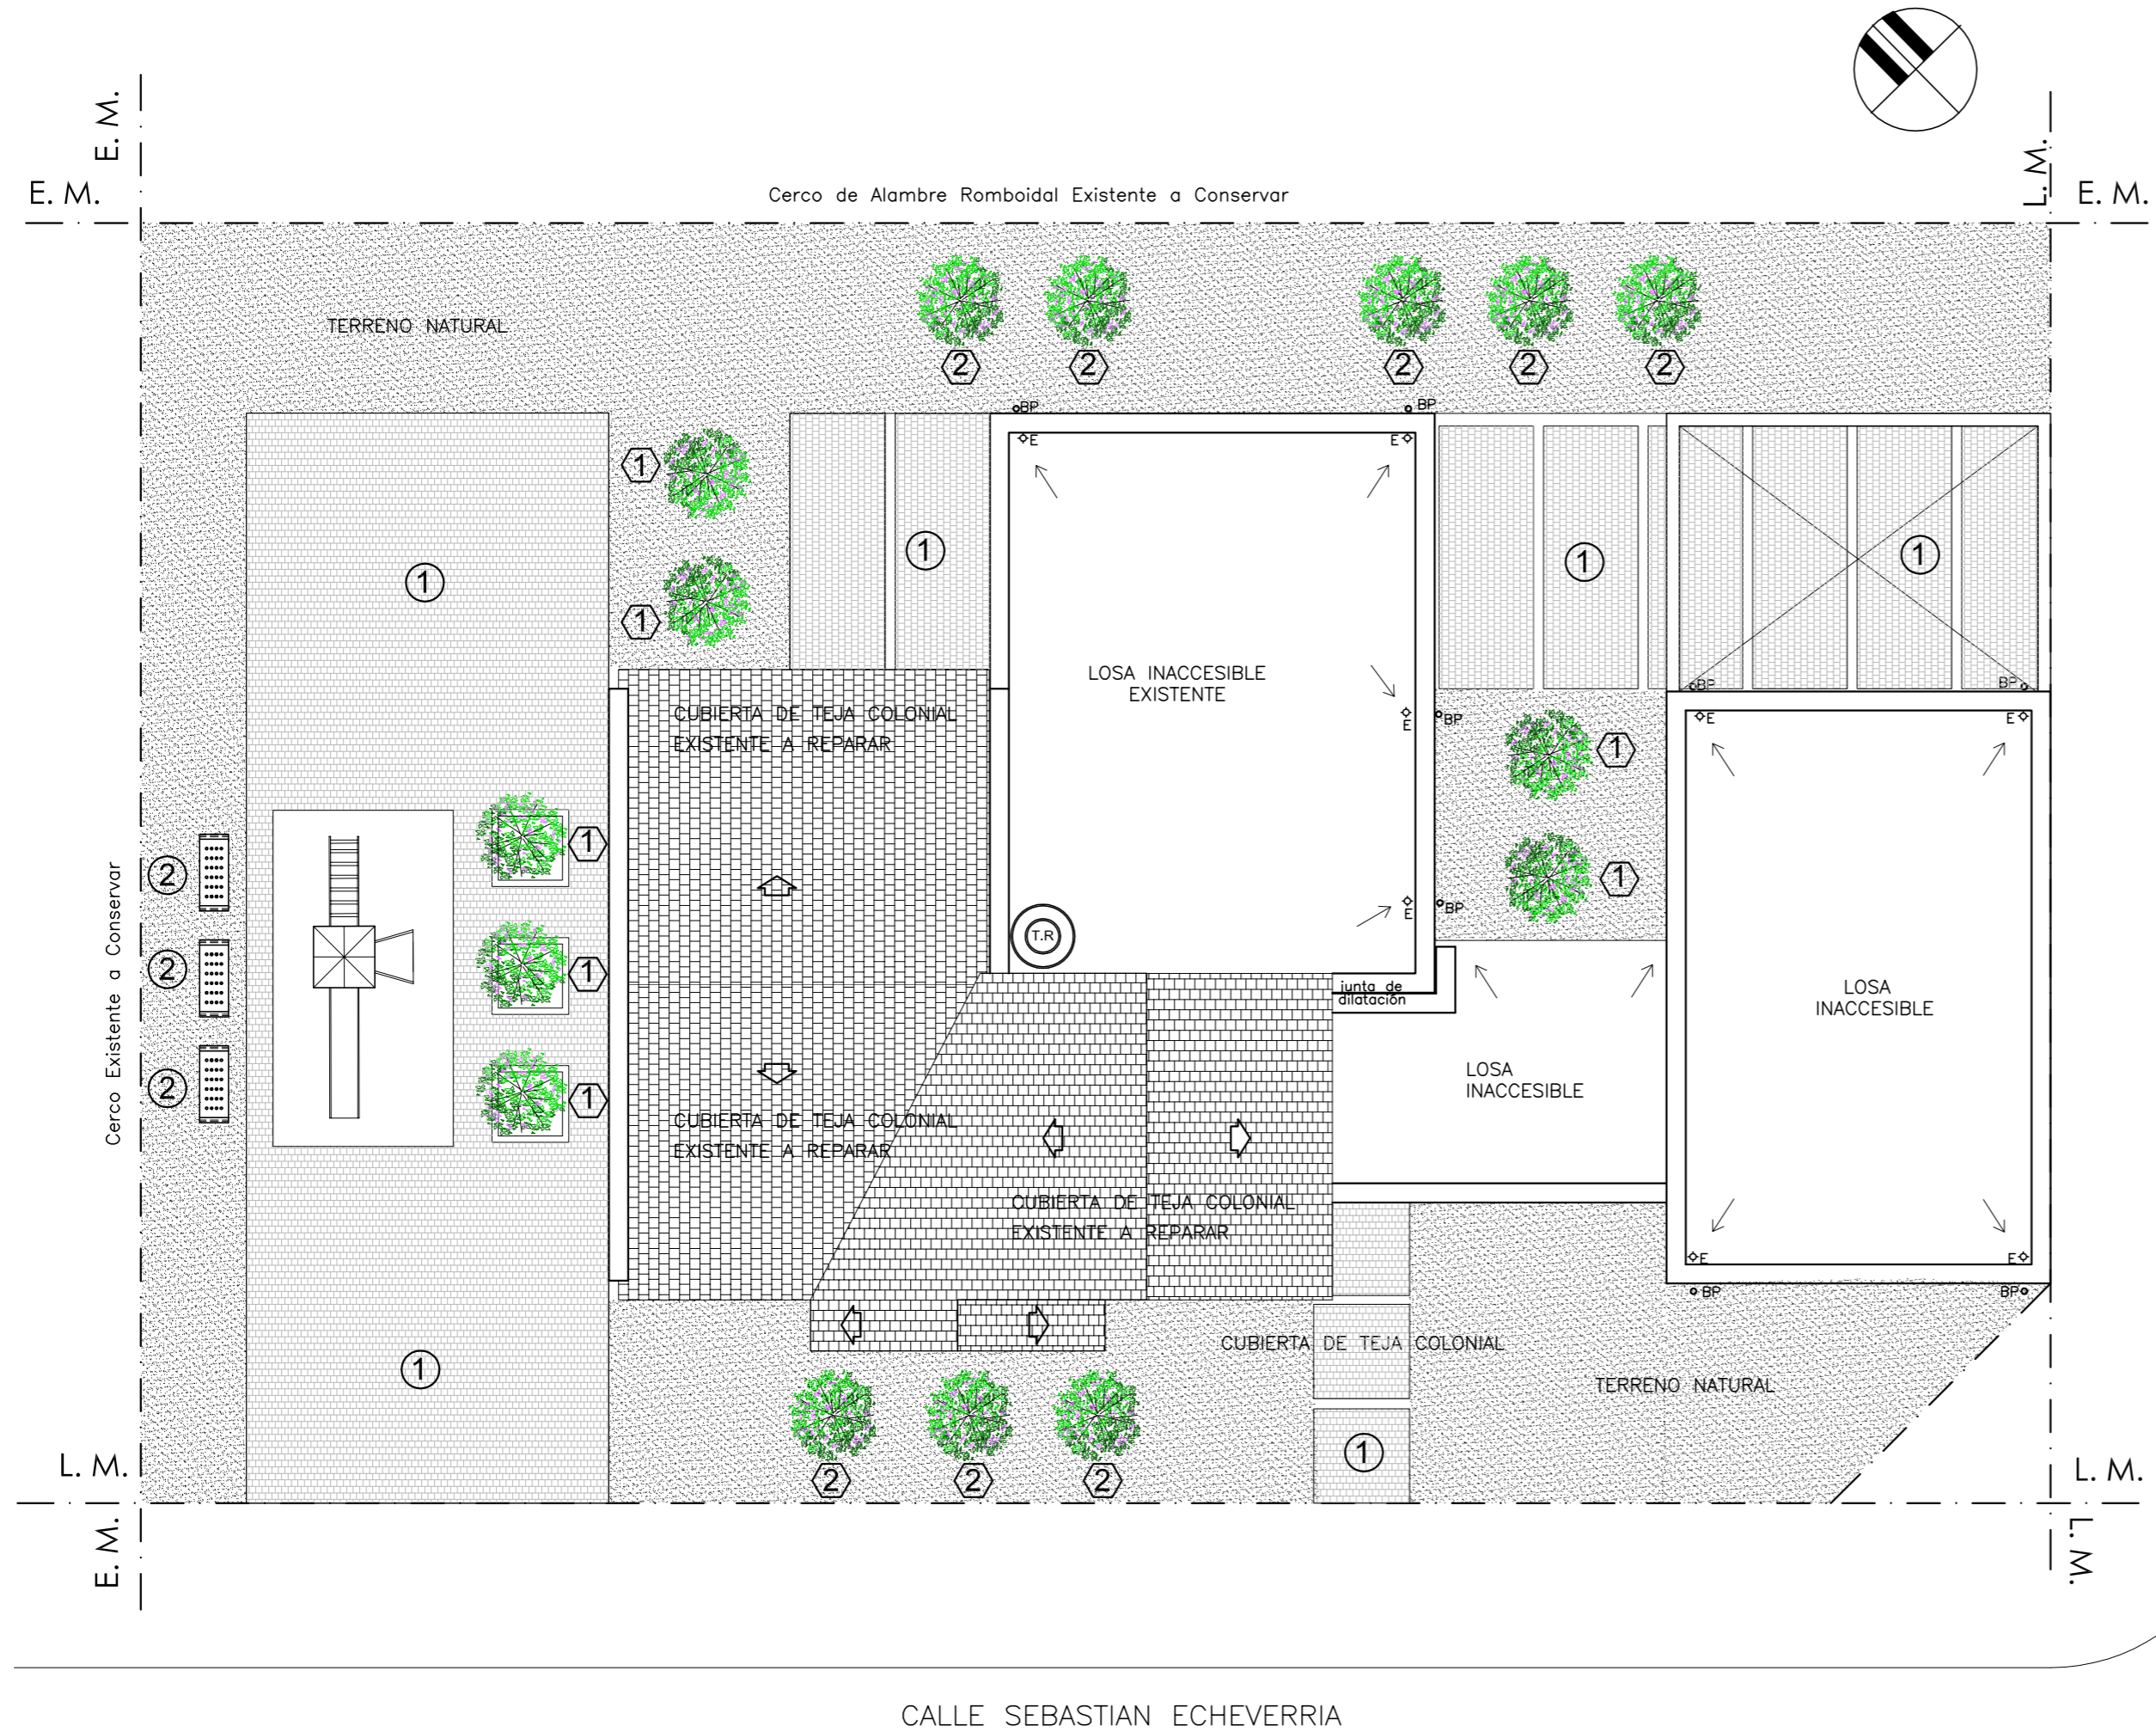 E. M.
L. M.
E. M.
E. M.
Cerco de Alambre Romboidal Existente a Conservar
TERRENO NATURAL
2
2
2
2
2
BP
BP
E
E
1
1
1
1
1
1
LOSA INACCESIBLE
EXISTENTE
BP
BP
CUBIERTA DE TEJA COLONIAL
EXISTENTE A REPARAR
E
BP
E
E
1
1
1
2
E
BP
T.R
1
2
Cerco Existente a Conservar
junta de
dilatación
LOSA
INACCESIBLE
LOSA
INACCESIBLE
2
1
CUBIERTA DE TEJA COLONIAL
EXISTENTE A REPARAR
CUBIERTA DE TEJA COLONIAL
EXISTENTE A REPARAR
E
E
BP
BP
CUBIERTA DE TEJA COLONIAL
1
TERRENO NATURAL
1
2
2
2
L. M.
L. M.
E. M.
L. M.
CALLE SEBASTIAN ECHEVERRIA